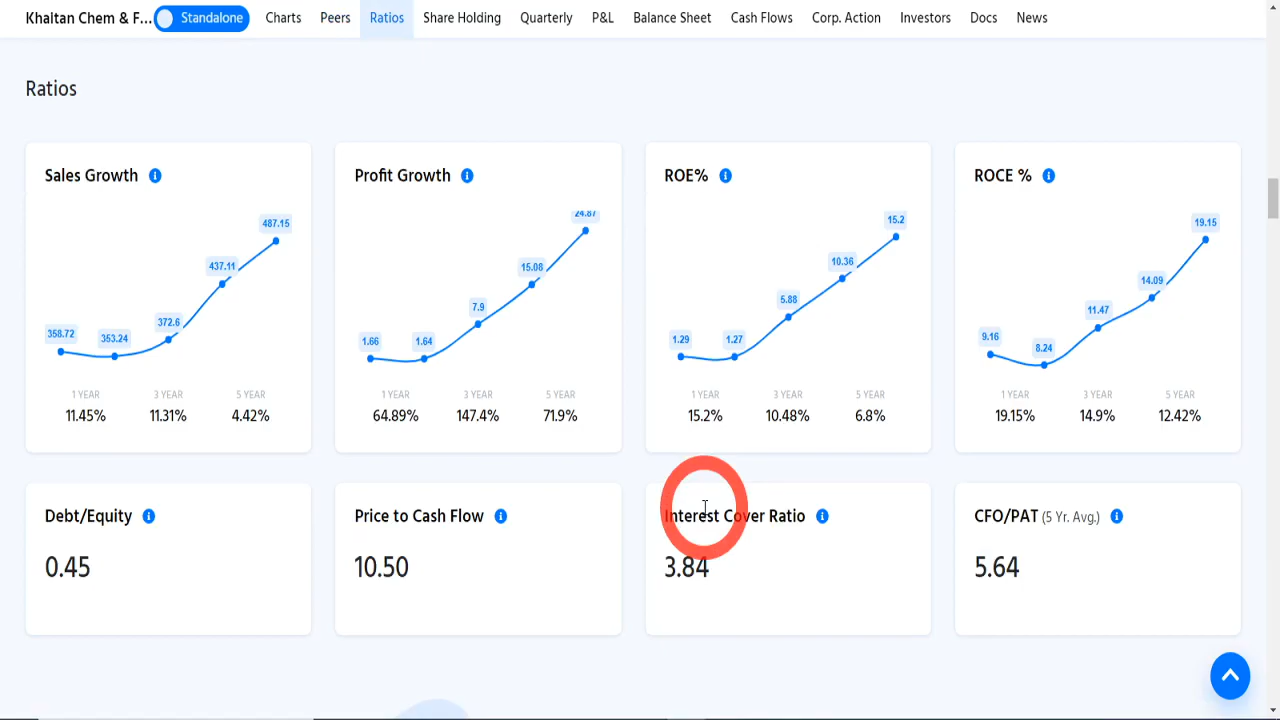 Khaitan Chem & F... Standalone Charts Peers Ratios Share Holding Quarterly P&L Balance Sheet Cash Flows Corp. Action Investors Docs News
Ratios
Sales Growth
487.15
437.11
372.6
358.72
353.24
1 YEAR 3 YEAR 5 YEAR
11.45% 11.31% 4.42%
Profit Growth
24.87
15.08
7.9
1.66
1.64
1 YEAR 3 YEAR 5 YEAR
64.89% 147.4% 71.9%
ROE%
15.2
10.36
5.88
1.29
1.27
1 YEAR 3 YEAR 5 YEAR
15.2% 10.48% 6.8%
ROCE %
19.15
14.09
11.47
9.16
8.24
1 YEAR 3 YEAR 5 YEAR
19.15% 14.9% 12.42%
Debt/Equity
0.45
Price to Cash Flow
10.50
Interest Cover Ratio
3.84
CFO/PAT (5 Yr. Avg.)
5.64